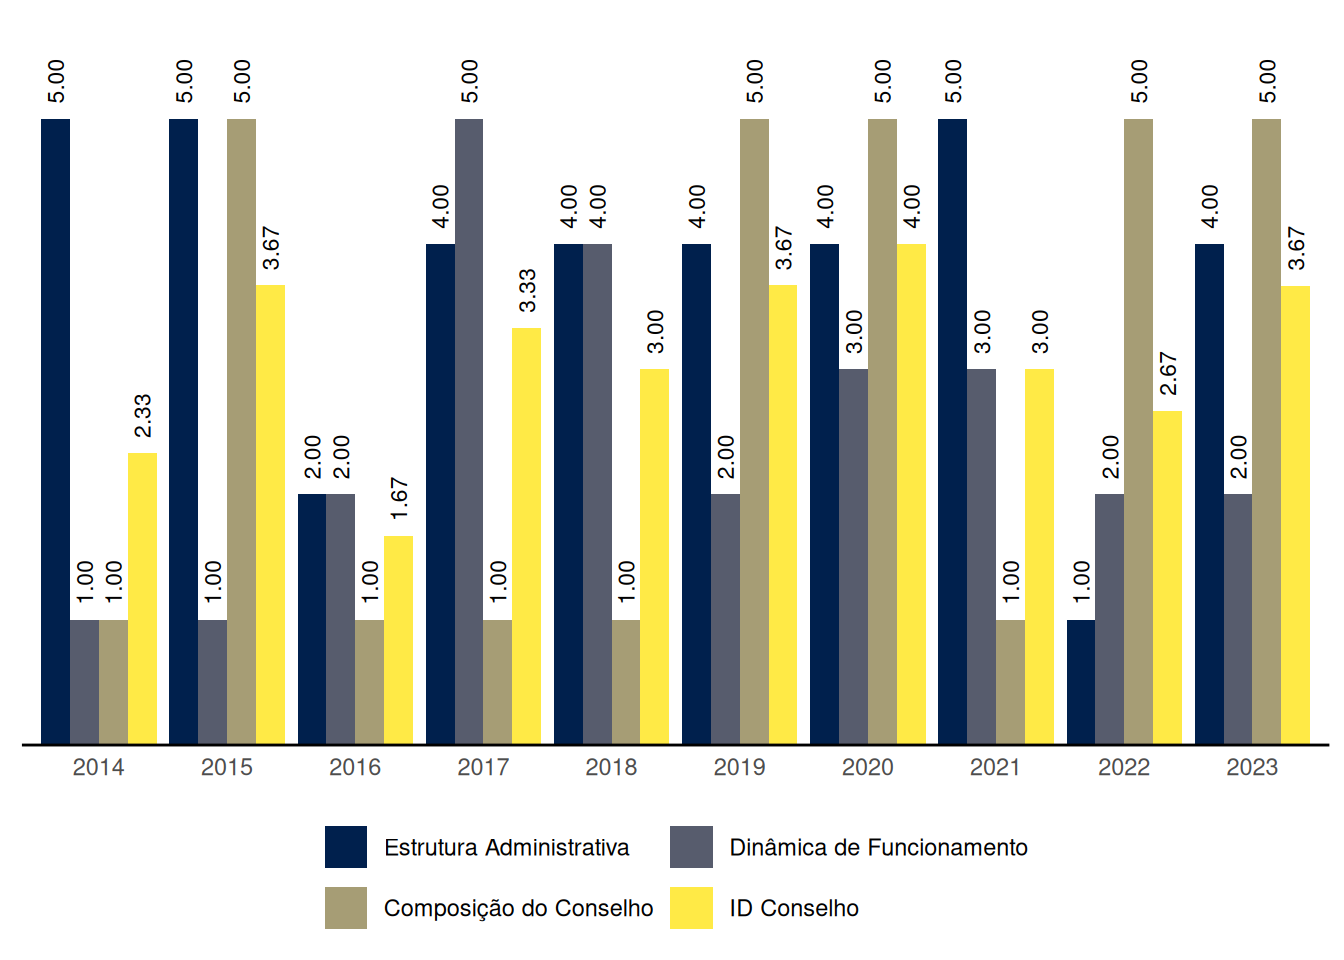 5.00 1.00 1.00 2.33
5.00 1.00 5.00 3.67
2.00 2.00 1.00 1.67
4.00 5.00 1.00 3.33
4.00 4.00 1.00 3.00
4.00 2.00 5.00 3.67
4.00 3.00 5.00 4.00
5.00 3.00 1.00 3.00
1.00 2.00 5.00 2.67
4.00 2.00 5.00 3.67
2014 2015 2016 2017 2018 2019 2020 2021 2022 2023
Estrutura Administrativa Dinâmica de Funcionamento
Composição do Conselho ID Conselho